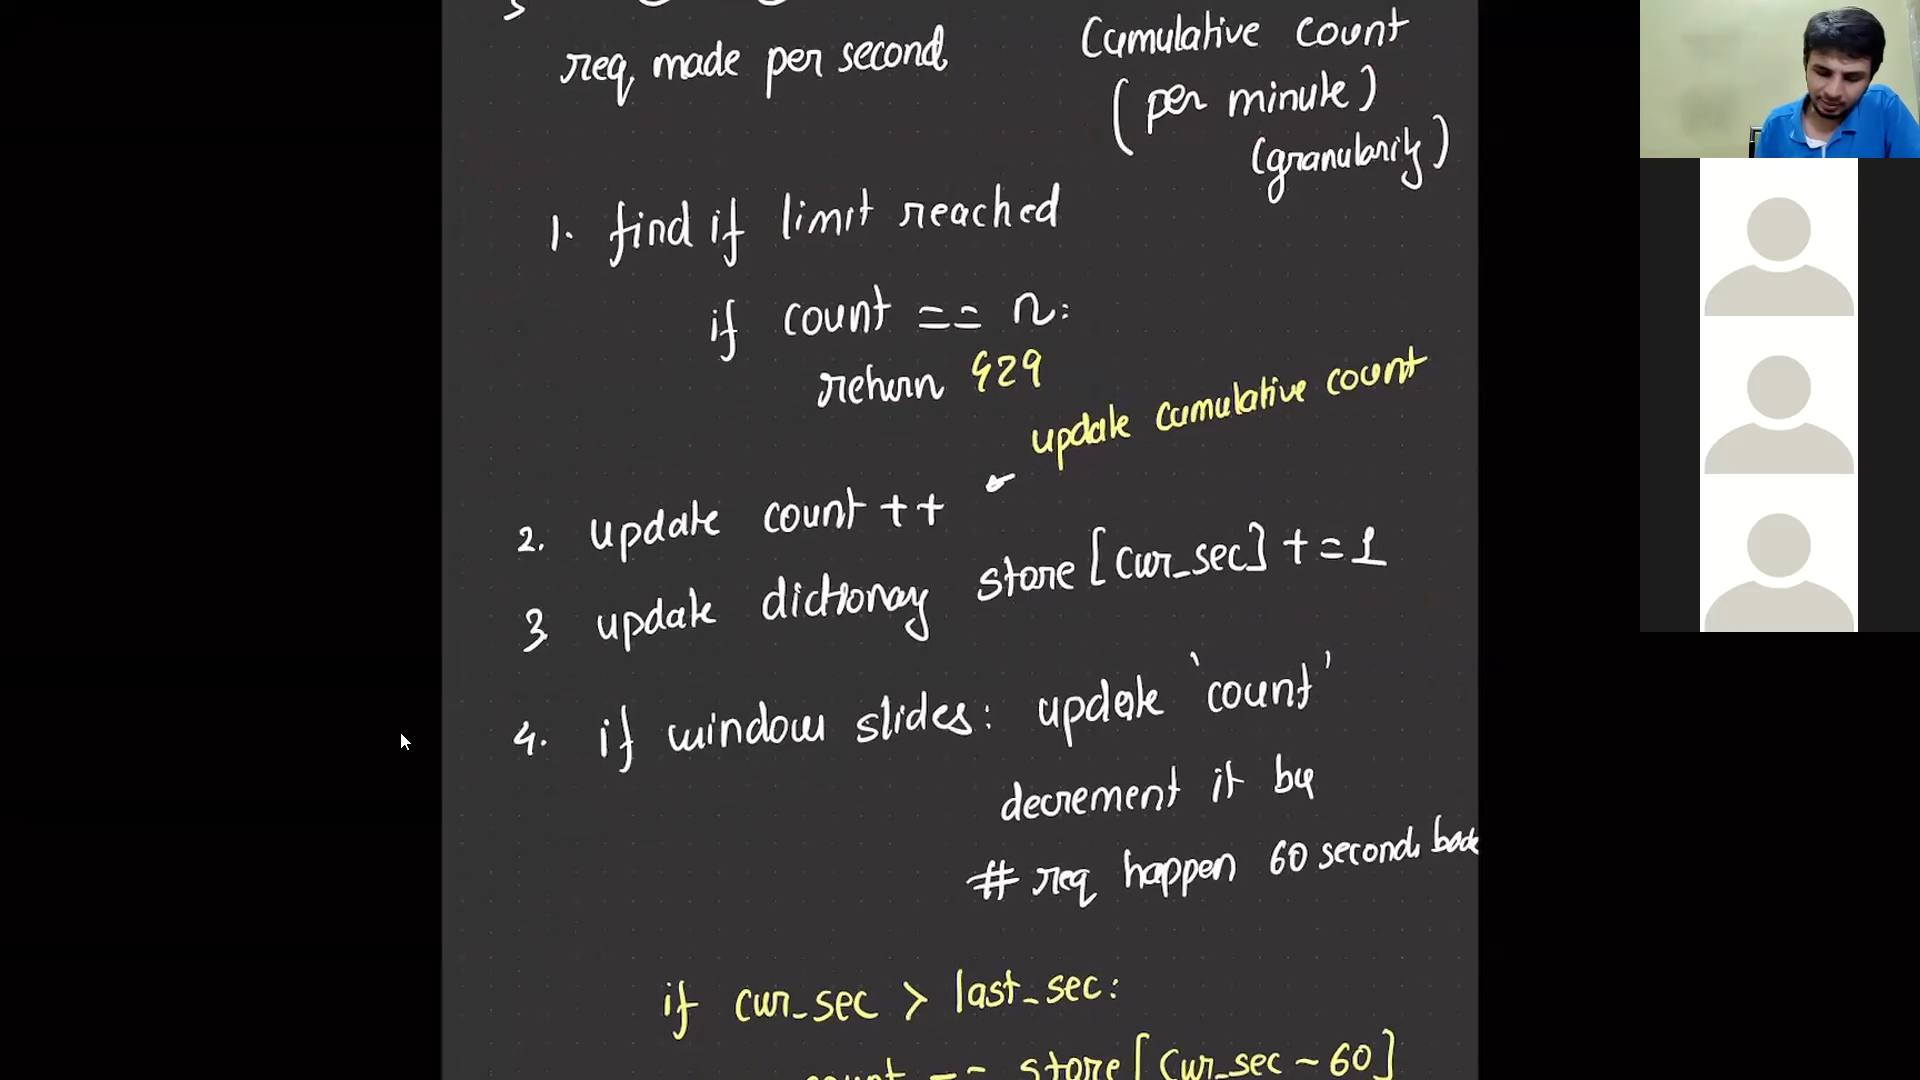 req made per second
Cumulative count
(per minute)
(granularity)
1. find if limit reached
if count == n:
return 429
update cumulative count
2. update count ++
3 update dictionary store[cur_sec] += 1
4. if window slides: update 'count'
decrement it by
# req happen 60 seconds back
if cur_sec > last_sec:
count -= store[cur_sec - 60]